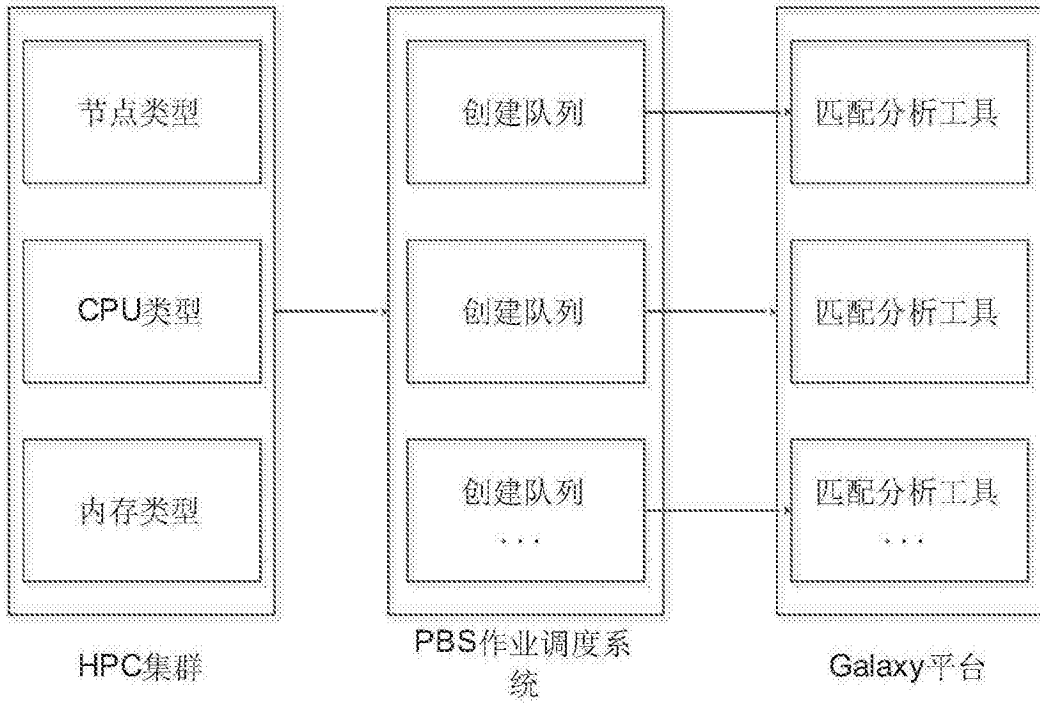 节点类型
创建队列
匹配分析工具
CPU类型
创建队列
匹配分析工具
内存类型
创建队列
...
匹配分析工具
...
HPC集群
PBS作业调度系
统
Galaxy平台